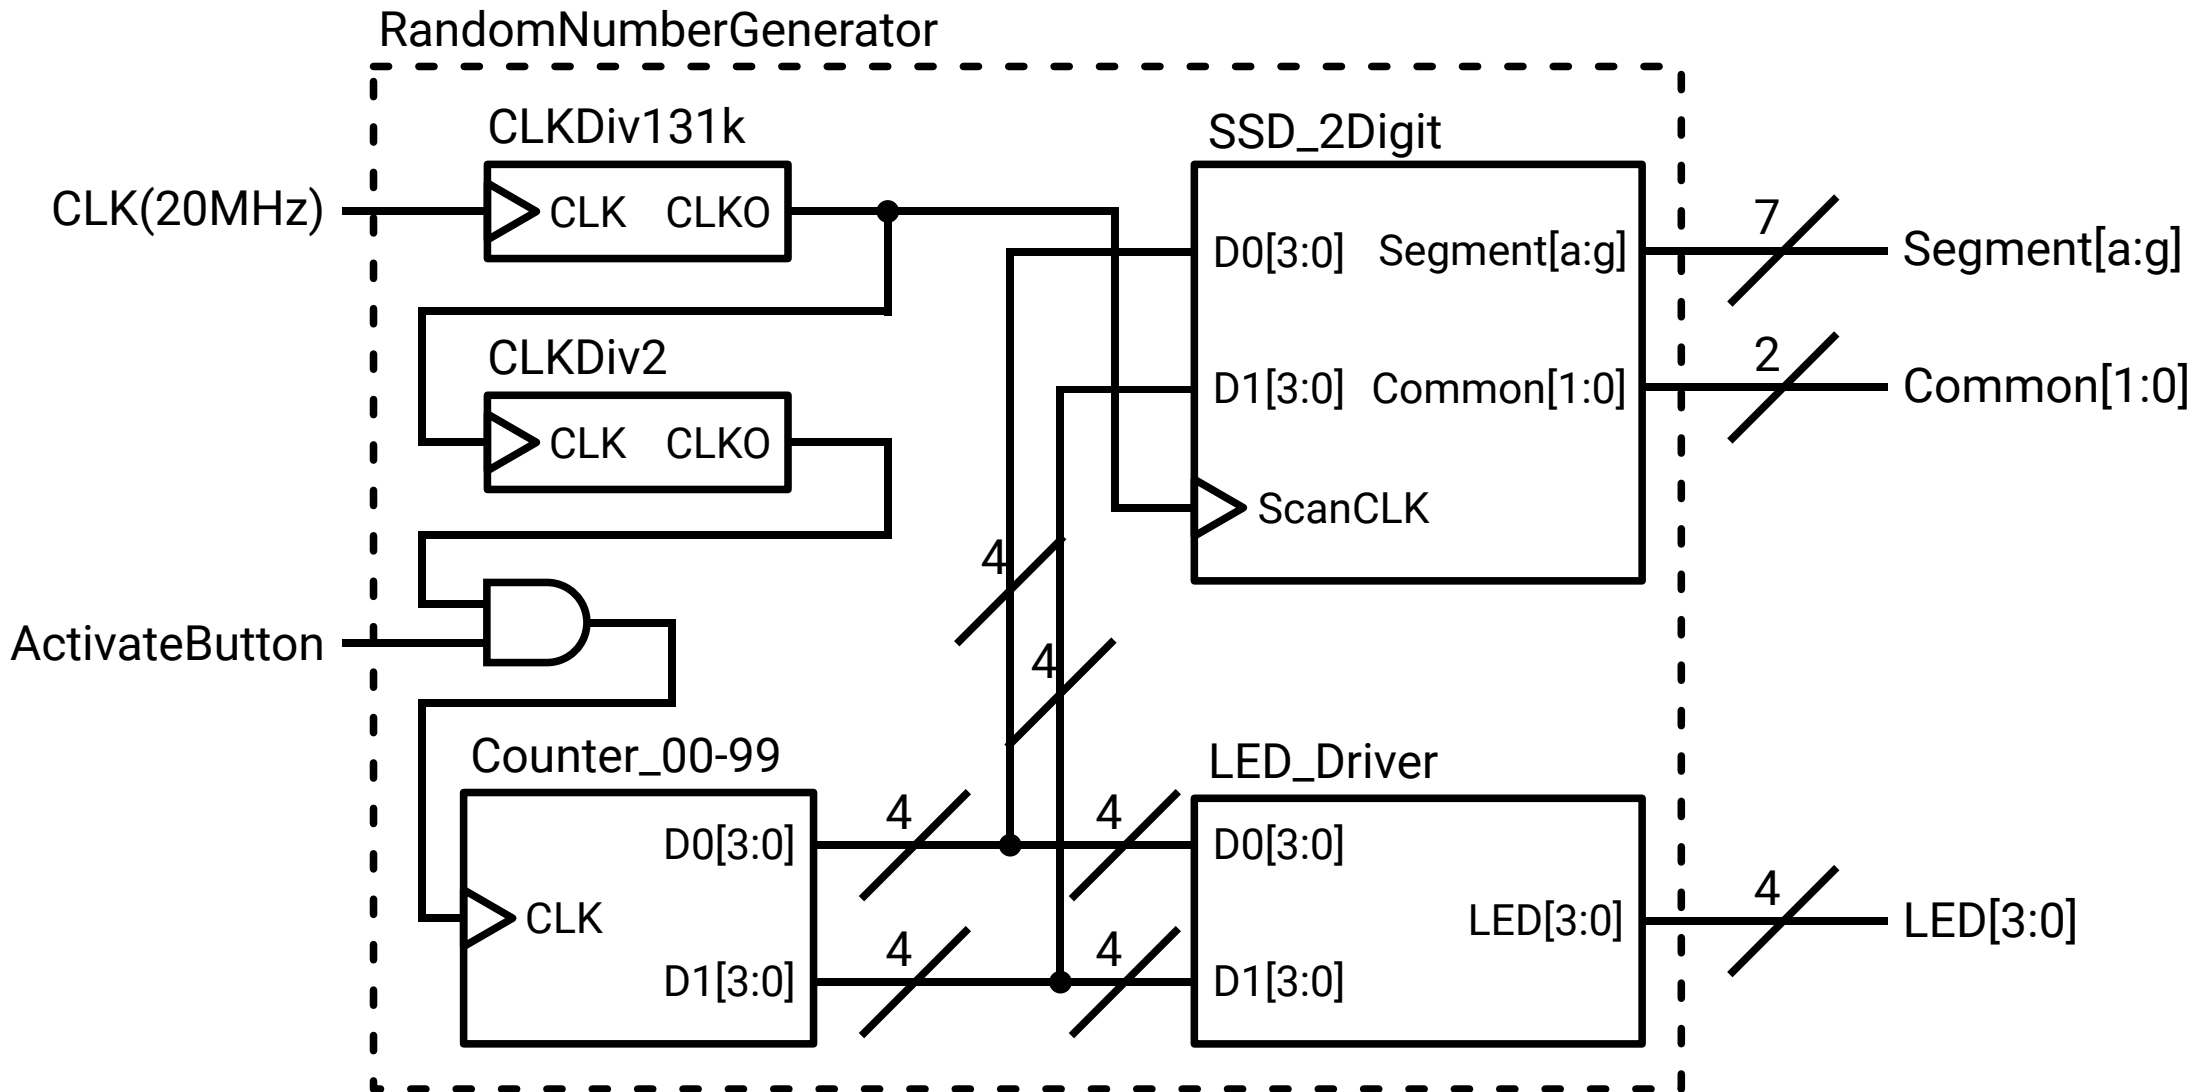 RandomNumberGenerator
CLKDiv131k
CLK(20MHz)
CLK CLKO
CLKDiv2
CLK CLKO
ActivateButton
Counter_00-99
D0[3:0]
CLK
D1[3:0]
4
4
4
4
4
4
SSD_2Digit
D0[3:0] Segment[a:g]
D1[3:0] Common[1:0]
ScanCLK
7
Segment[a:g]
2
Common[1:0]
LED_Driver
D0[3:0]
LED[3:0]
D1[3:0]
4
LED[3:0]